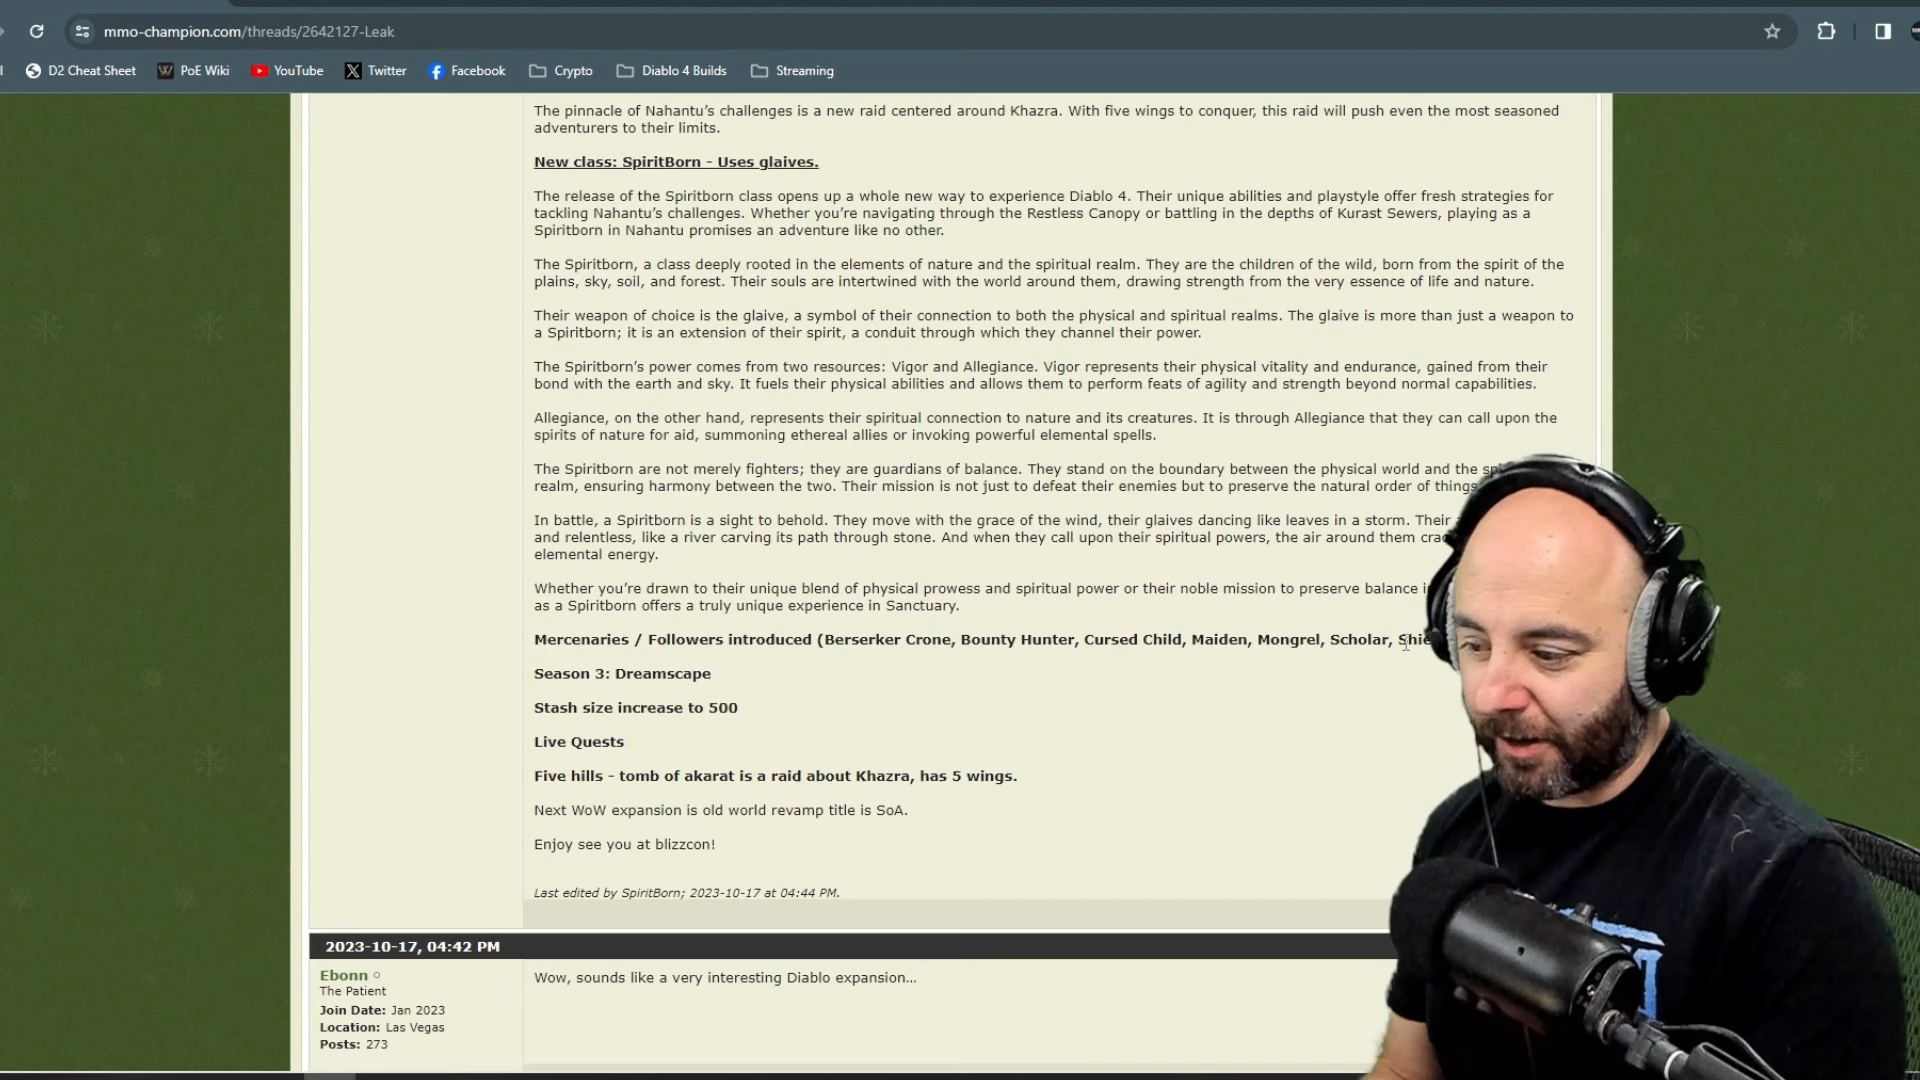 mmo-champion.com/threads/2642127-Leak
D2 Cheat Sheet PoE Wiki YouTube Twitter Facebook Crypto Diablo 4 Builds Streaming
The pinnacle of Nahantu's challenges is a new raid centered around Khazra. With five wings to conquer, this raid will push even the most seasoned
adventurers to their limits.
New class: SpiritBorn - Uses glaives.
The release of the Spiritborn class opens up a whole new way to experience Diablo 4. Their unique abilities and playstyle offer fresh strategies for
tackling Nahantu's challenges. Whether you're navigating through the Restless Canopy or battling in the depths of Kurast Sewers, playing as a
Spiritborn in Nahantu promises an adventure like no other.
The Spiritborn, a class deeply rooted in the elements of nature and the spiritual realm. They are the children of the wild, born from the spirit of the
plains, sky, soil, and forest. Their souls are intertwined with the world around them, drawing strength from the very essence of life and nature.
Their weapon of choice is the glaive, a symbol of their connection to both the physical and spiritual realms. The glaive is more than just a weapon to
a Spiritborn; it is an extension of their spirit, a conduit through which they channel their power.
The Spiritborn's power comes from two resources: Vigor and Allegiance. Vigor represents their physical vitality and endurance, gained from their
bond with the earth and sky. It fuels their physical abilities and allows them to perform feats of agility and strength beyond normal capabilities.
Allegiance, on the other hand, represents their spiritual connection to nature and its creatures. It is through Allegiance that they can call upon the
spirits of nature for aid, summoning ethereal allies or invoking powerful elemental spells.
The Spiritborn are not merely fighters; they are guardians of balance. They stand on the boundary between the physical world and the
realm, ensuring harmony between the two. Their mission is not just to defeat their enemies but to preserve the natural order of things
In battle, a Spiritborn is a sight to behold. They move with the grace of the wind, their glaives dancing like leaves in a storm. Their
and relentless, like a river carving its path through stone. And when they call upon their spiritual powers, the air around them
elemental energy.
Whether you're drawn to their unique blend of physical prowess and spiritual power or their noble mission to preserve balance
as a Spiritborn offers a truly unique experience in Sanctuary.
Mercenaries / Followers introduced (Berserker Crone, Bounty Hunter, Cursed Child, Maiden, Mongrel, Scholar,
Season 3: Dreamscape
Stash size increase to 500
Live Quests
Five hills - tomb of akarat is a raid about Khazra, has 5 wings.
Next WoW expansion is old world revamp title is SoA.
Enjoy see you at blizzcon!
Last edited by SpiritBorn; 2023-10-17 at 04:44 PM.
2023-10-17, 04:42 PM
Ebonn
The Patient
Join Date: Jan 2023
Location: Las Vegas
Posts: 273
Wow, sounds like a very interesting Diablo expansion...